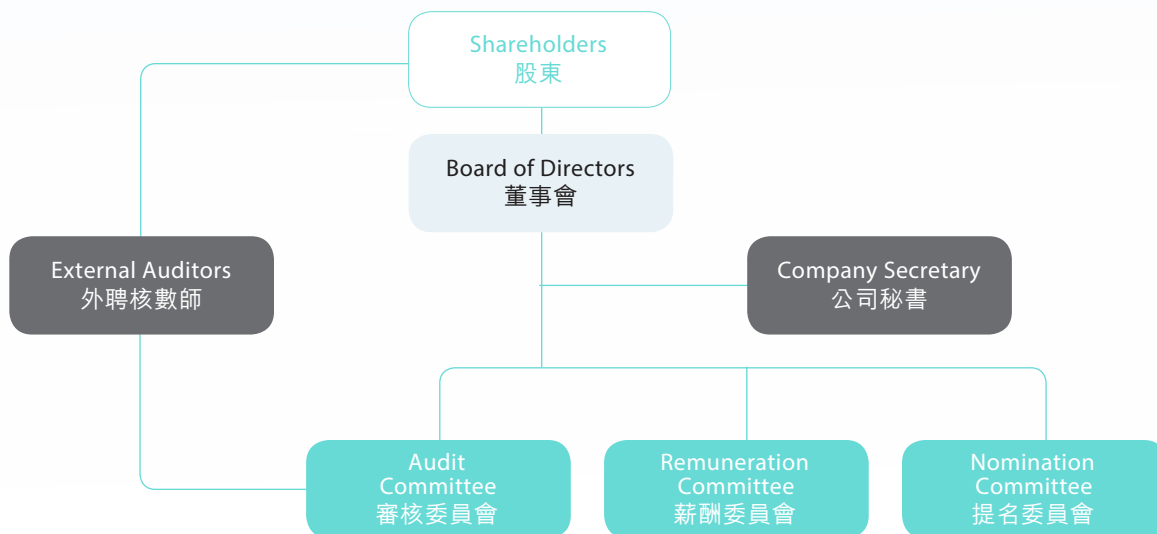 Shareholders
股東
Board of Directors
董事會
External Auditors
外聘核數師
Company Secretary
公司秘書
Audit
Committee
審核委員會
Remuneration
Committee
薪酬委員會
Nomination
Committee
提名委員會